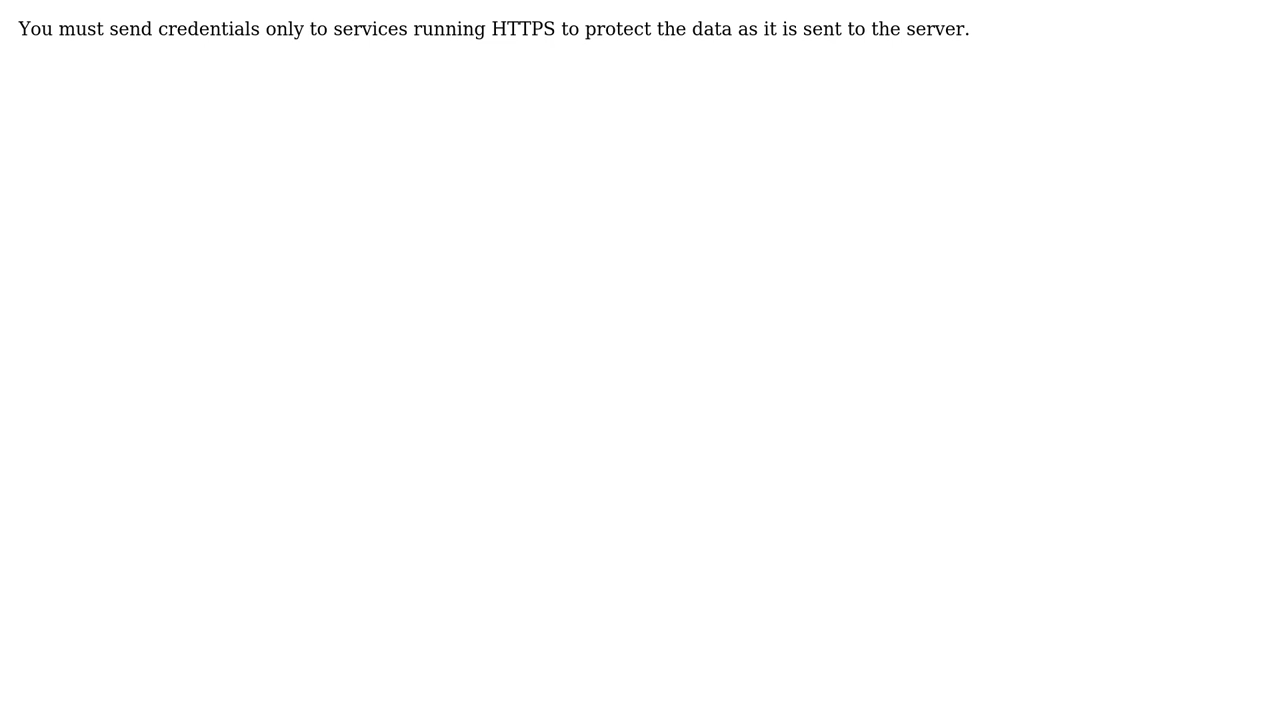 You must send credentials only to services running HTTPS to protect the data as it is sent to the server.